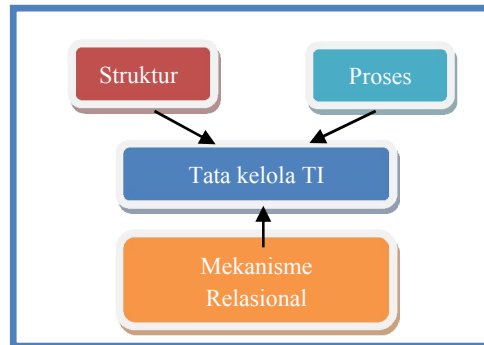 Struktur
Proses
Tata kelola TI
Mekanisme
Relasional